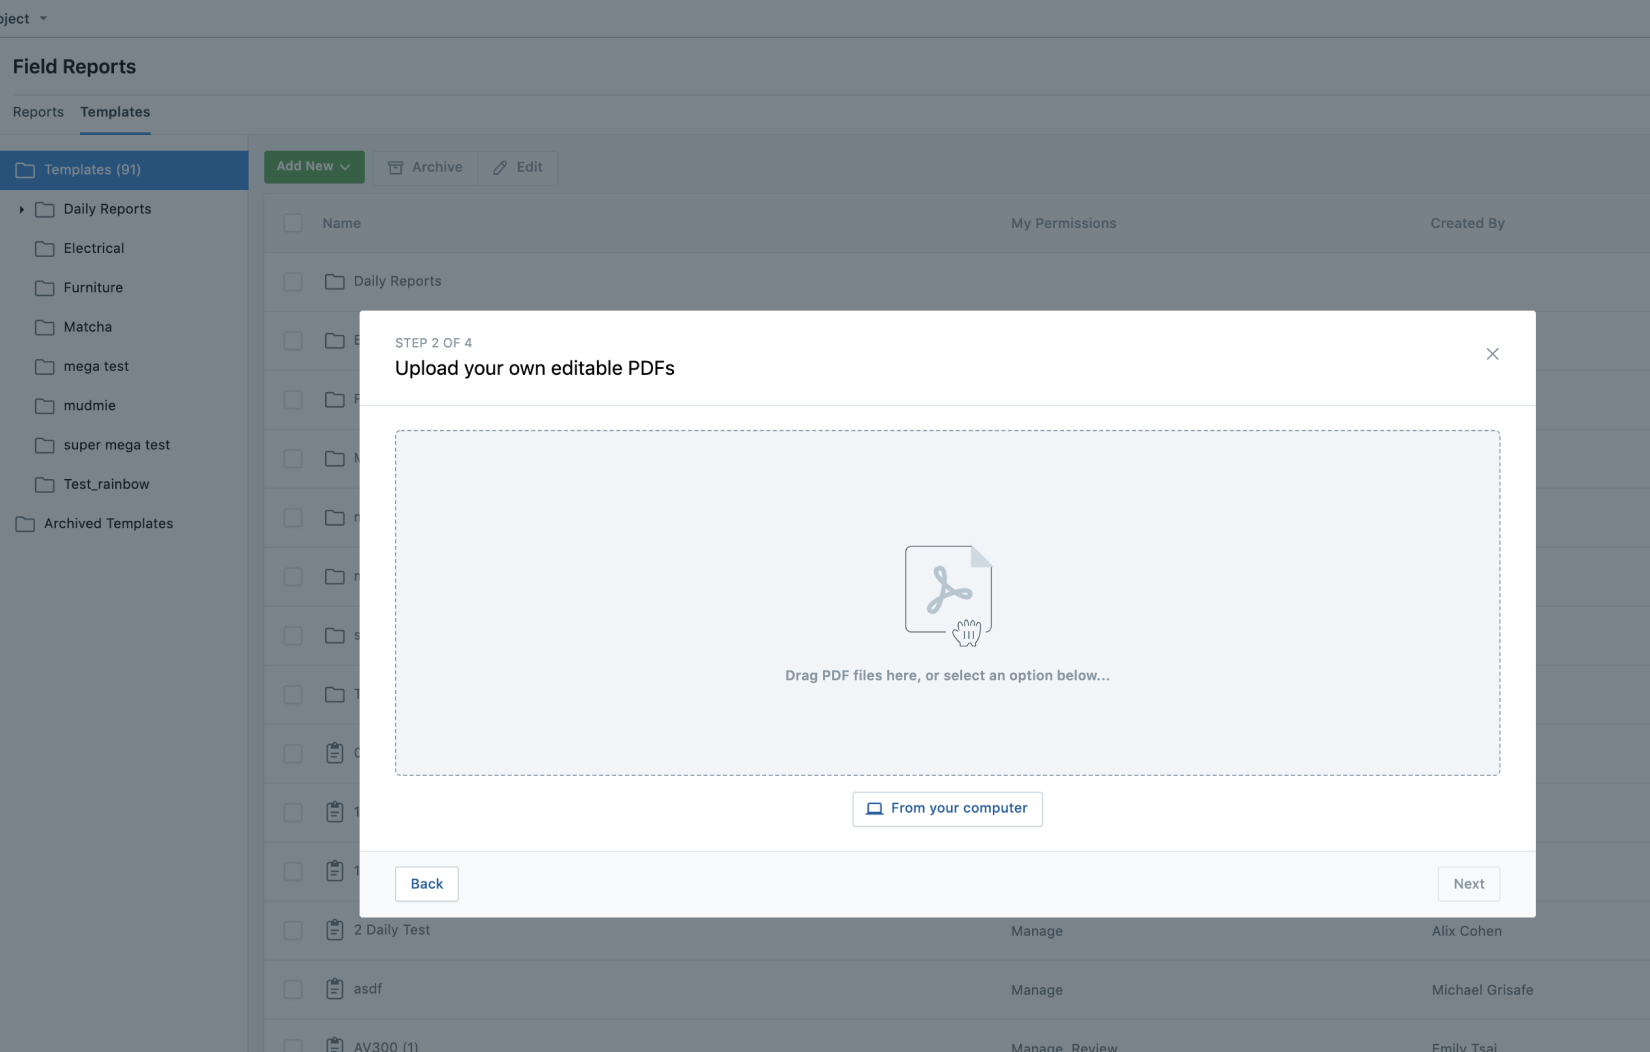 Field Reports
Reports Templates
Templates (91)
Daily Reports
Electrical
Furniture
Matcha
mega test
mudmie
super mega test
Test_rainbow
Archived Templates
Add New Archive Edit
Name My Permissions Created By
Daily Reports
STEP 2 OF 4
Upload your own editable PDFs
Drag PDF files here, or select an option below...
From your computer
Back Next
2 Daily Test Manage Alix Cohen
asdf Manage Michael Grisafe
AV300 (1) Manage, Review Emily Tsai